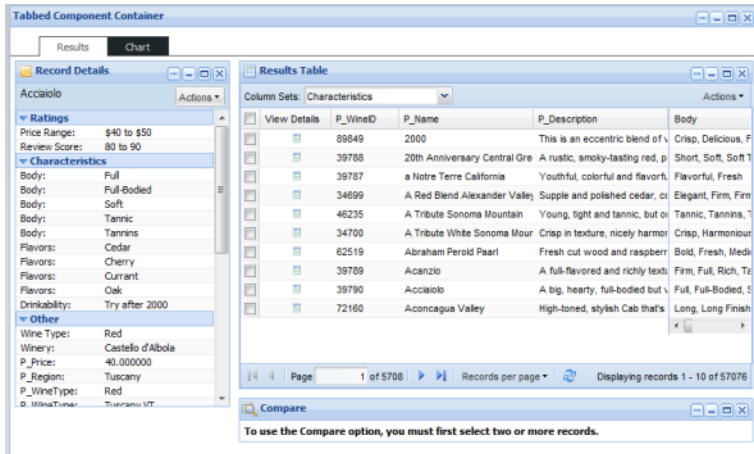 Tabbed Component Container
Results
Chart
Record Details
Acciaiolo
Actions
Ratings
Price Range: $40 to $50
Review Score: 80 to 90
Characteristics
Body: Full
Body: Full-Bodied
Body: Soft
Body: Tannic
Body: Tannins
Flavors: Cedar
Flavors: Cherry
Flavors: Currant
Flavors: Oak
Drinkability: Try after 2000
Other
Wine Type: Red
Winery: Castello d'Albola
P_Price: 40.000000
P_Region: Tuscany
P_WineType: Red
P_WineType: Tuscany VT
Results Table
Column Sets: Characteristics
Actions
View Details P_WineID P_Name P_Description Body
89849 2000 This is an eccentric blend of v Crisp, Delicious, F
39788 20th Anniversary Central Gre A rustic, smoky-tasting red, p Short, Soft, Soft T
39787 a Notre Terre California Youthful, colorful and flavorfu Flavorful, Fresh
34699 A Red Blend Alexander Valley Supple and polished cedar, co Elegant, Firm, Firm
46235 A Tribute Sonoma Mountain Young, tight and tannic, but or Tannic, Tannins, T
34700 A Tribute White Sonoma Mour Crisp in texture, nicely harmor Crisp, Harmonious
62519 Abraham Perold Paarl Fresh cut wood and raspberr Bold, Fresh, Medi
39789 Acanzio A full-flavored and richly textu Firm, Full, Rich, Ta
39790 Acciaiolo A big, hearty, full-bodied but v Full, Full-Bodied, S
72160 Aconcagua Valley High-toned, stylish Cab that's Long, Long Finish
Page 1 of 5708 Records per page Displaying records 1 - 10 of 57076
Compare
To use the Compare option, you must first select two or more records.